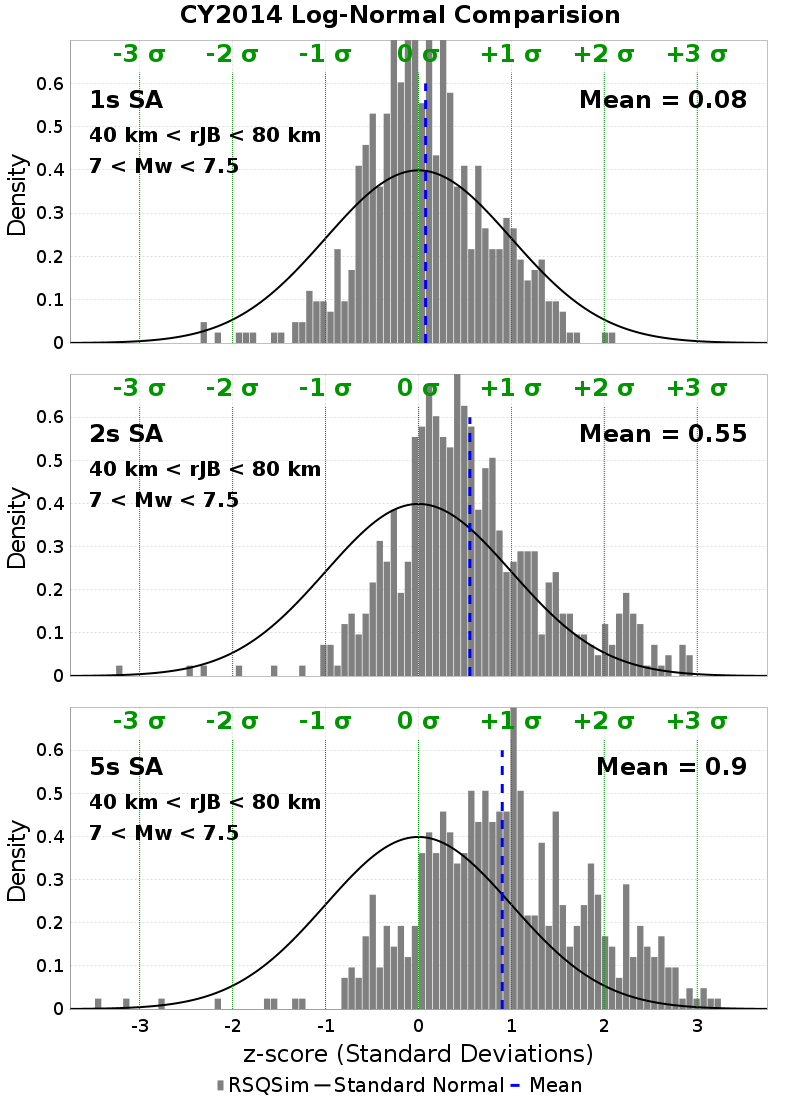 CY2014 Log-Normal Comparision
-3 σ -2 σ -1 σ 0 σ +1 σ +2 σ +3 σ
0.6
1s SA Mean = 0.08
0.5
40 km < rJB < 80 km
7 < Mw < 7.5
0.4
Density
0.3
0.2
0.1
0
-3 σ -2 σ -1 σ 0 σ +1 σ +2 σ +3 σ
0.6
2s SA Mean = 0.55
0.5
40 km < rJB < 80 km
7 < Mw < 7.5
0.4
Density
0.3
0.2
0.1
0
-3 σ -2 σ -1 σ 0 σ +1 σ +2 σ +3 σ
0.6
5s SA Mean = 0.9
0.5
40 km < rJB < 80 km
7 < Mw < 7.5
0.4
Density
0.3
0.2
0.1
0
-3 -2 -1 0 1 2 3
z-score (Standard Deviations)
RSQSim Standard Normal Mean